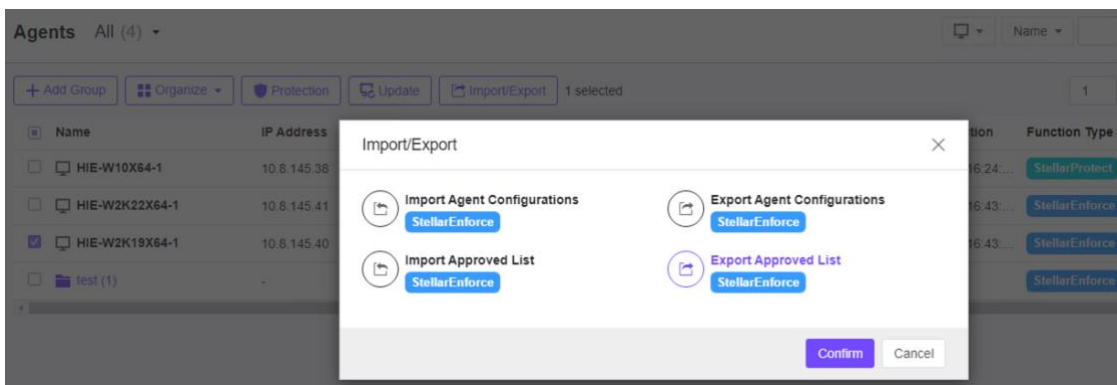 Agents All (4)
Name
Add Group Organize Protection Update Import/Export 1 selected
1
Name IP Address tion Function Type
HIE-W10X64-1 10.8.145.38 16:24:... StellarProtect
HIE-W2K22X64-1 10.8.145.41 16:43:... StellarEnforce
HIE-W2K19X64-1 10.8.145.40 16:43:... StellarEnforce
test (1) - StellarEnforce
Import/Export
Import Agent Configurations
StellarEnforce
Export Agent Configurations
StellarEnforce
Import Approved List
StellarEnforce
Export Approved List
StellarEnforce
Confirm Cancel